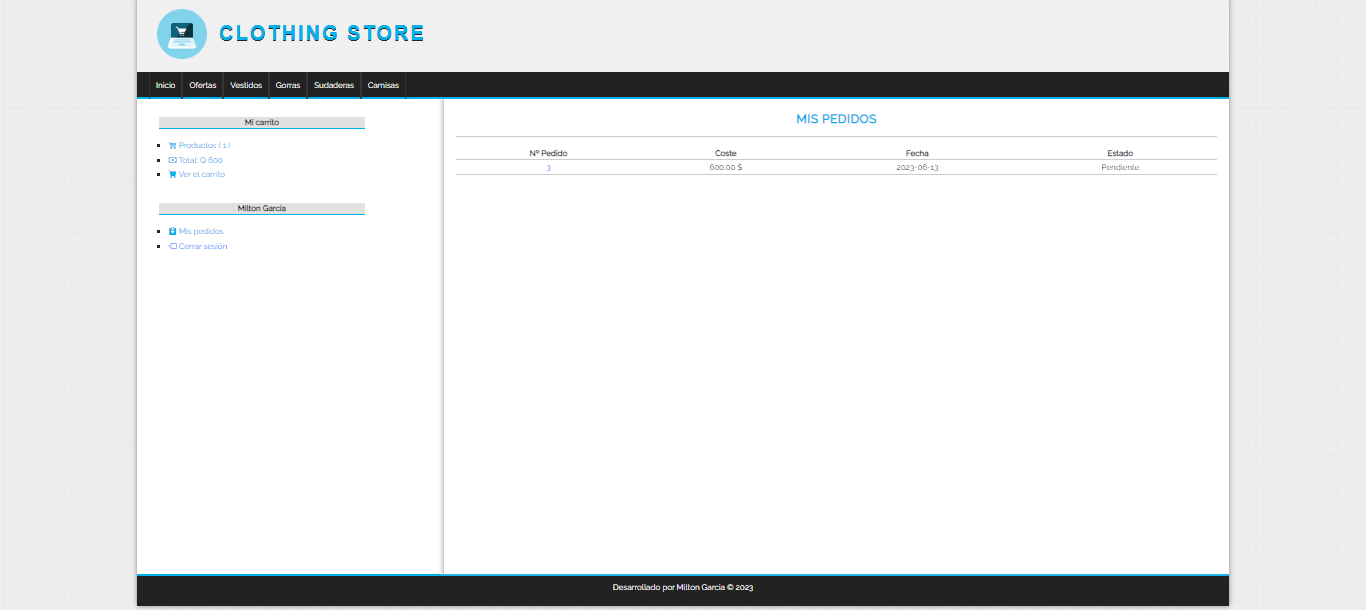 CLOTHING STORE
Inicio Ofertas Vestidos Gorras Sudaderas Camisas
Mi carrito
Productos ( 1 )
Total: Q 600
Ver el carrito
Milton Garcia
Mis pedidos
Cerrar sesión
MIS PEDIDOS
Nº Pedido Coste Fecha Estado
3 600.00 $ 2023-06-13 Pendiente
Desarrollado por Milton Garcia © 2023